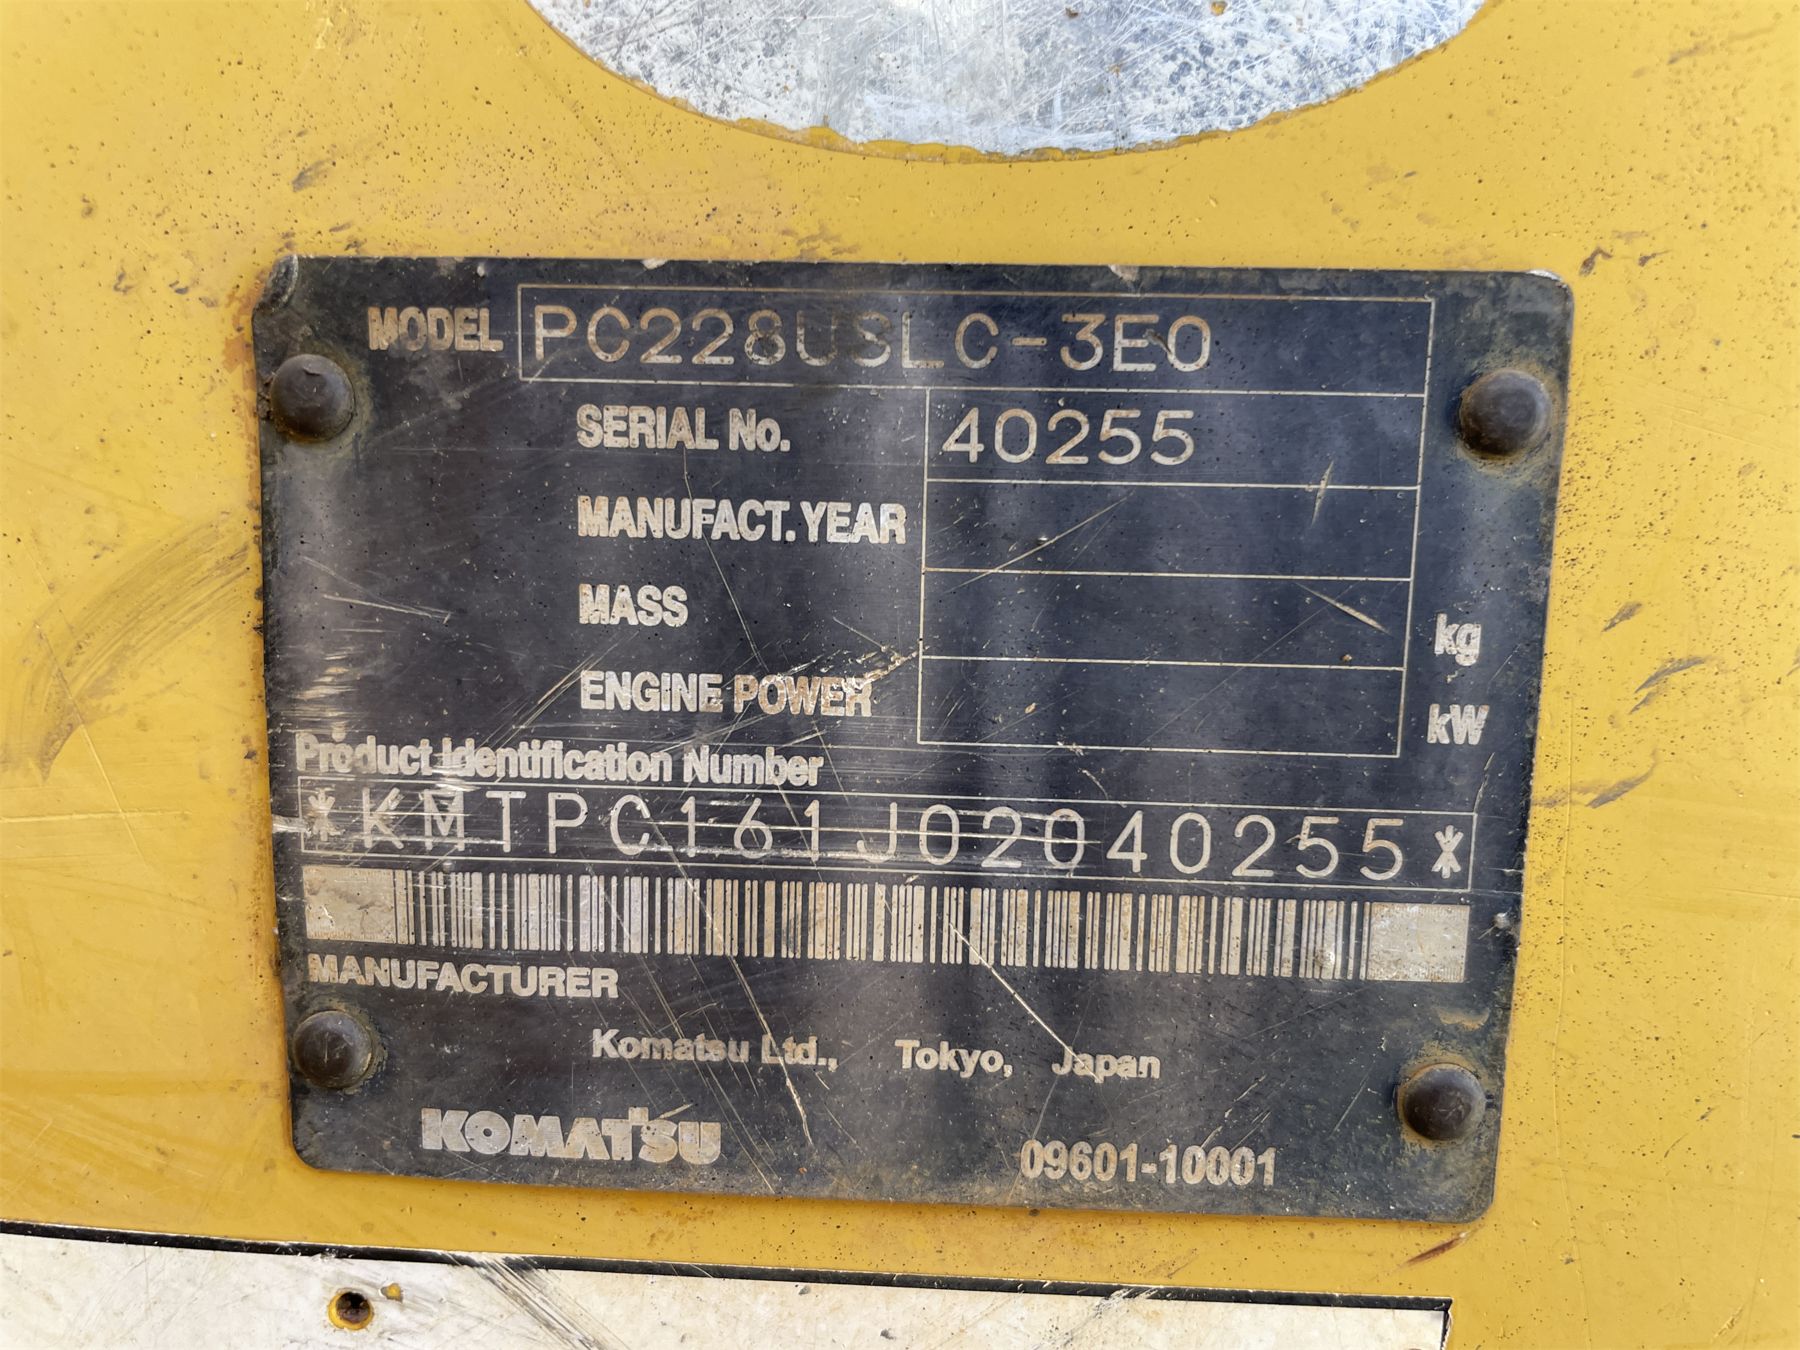 MODEL PC228USLC-3E0
SERIAL No. 40255
MANUFACT. YEAR
MASS kg
ENGINE POWER kW
Product Identification Number
*KMTPC161J02040255*
MANUFACTURER
Komatsu Ltd., Tokyo, Japan
KOMATSU 09601-10001